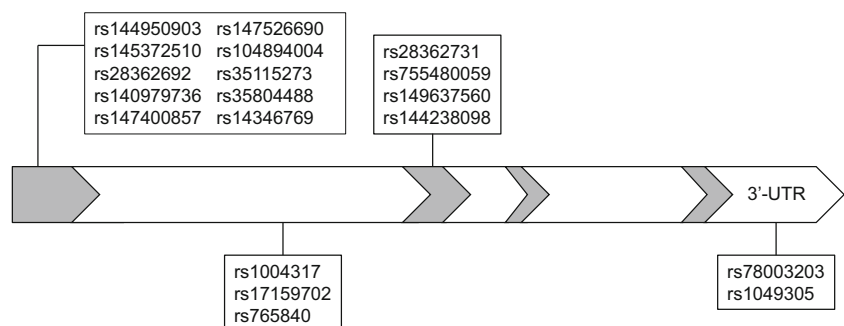 rs144950903 rs147526690
rs145372510 rs104894004
rs28362692 rs35115273
rs140979736 rs35804488
rs147400857 rs14346769
rs28362731
rs755480059
rs149637560
rs144238098
3'-UTR
rs1004317
rs17159702
rs765840
rs78003203
rs1049305